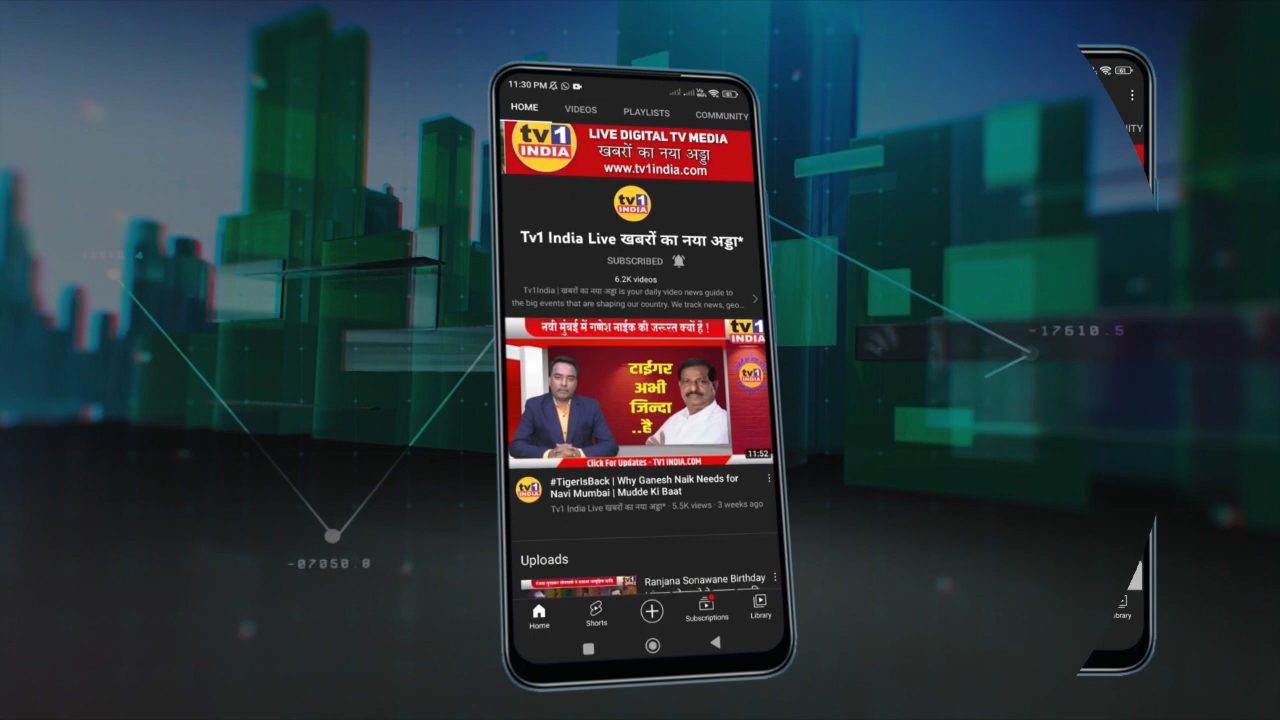 11:30 PM
HOME VIDEOS PLAYLISTS COMMUNITY
tv1 INDIA
LIVE DIGITAL TV MEDIA
खबरों का नया अड्डा
www.tv1india.com
tv1 INDIA
Tv1 India Live खबरों का नया अड्डा*
SUBSCRIBED
6.2K videos
Tv1India | खबरों का नया अड्डा is your daily video news guide to
the big events that are shaping our country. We track news, geo...
नवी मुंबई में गणेश नाईक की जरूरत क्यों हैं !
tv1 INDIA
टाईगर
अभी
जिन्दा
..है
tv1
11:52
Click For Updates - TV1 INDIA.COM
tv1 INDIA
#TigerIsBack | Why Ganesh Naik Needs for
Navi Mumbai | Mudde Ki Baat
Tv1 India Live खबरों का नया अड्डा* · 5.5K views · 3 weeks ago
Uploads
Ranjana Sonawane Birthday
Home Shorts Subscriptions Library
-17610.5
-07050.8
ITY
brary